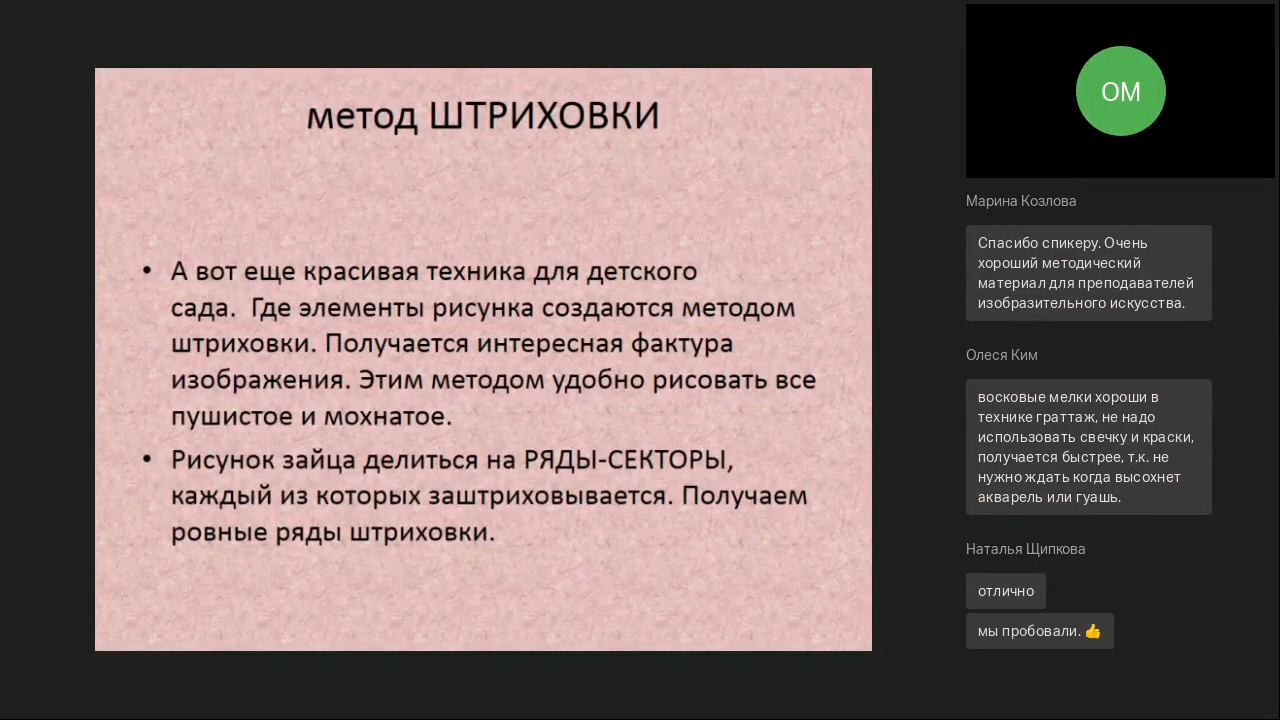 метод ШТРИХОВКИ
• А вот еще красивая техника для детского
сада.  Где элементы рисунка создаются методом
штриховки. Получается интересная фактура
изображения. Этим методом удобно рисовать все
пушистое и мохнатое.
• Рисунок зайца делиться на РЯДЫ-СЕКТОРЫ,
каждый из которых заштриховывается. Получаем
ровные ряды штриховки.
ОМ
Марина Козлова
Спасибо спикеру. Очень
хороший методический
материал для преподавателей
изобразительного искусства.
Олеся Ким
восковые мелки хороши в
технике граттаж, не надо
использовать свечку и краски,
получается быстрее, т.к. не
нужно ждать когда высохнет
акварель или гуашь.
Наталья Щипкова
отлично
мы пробовали. 👍